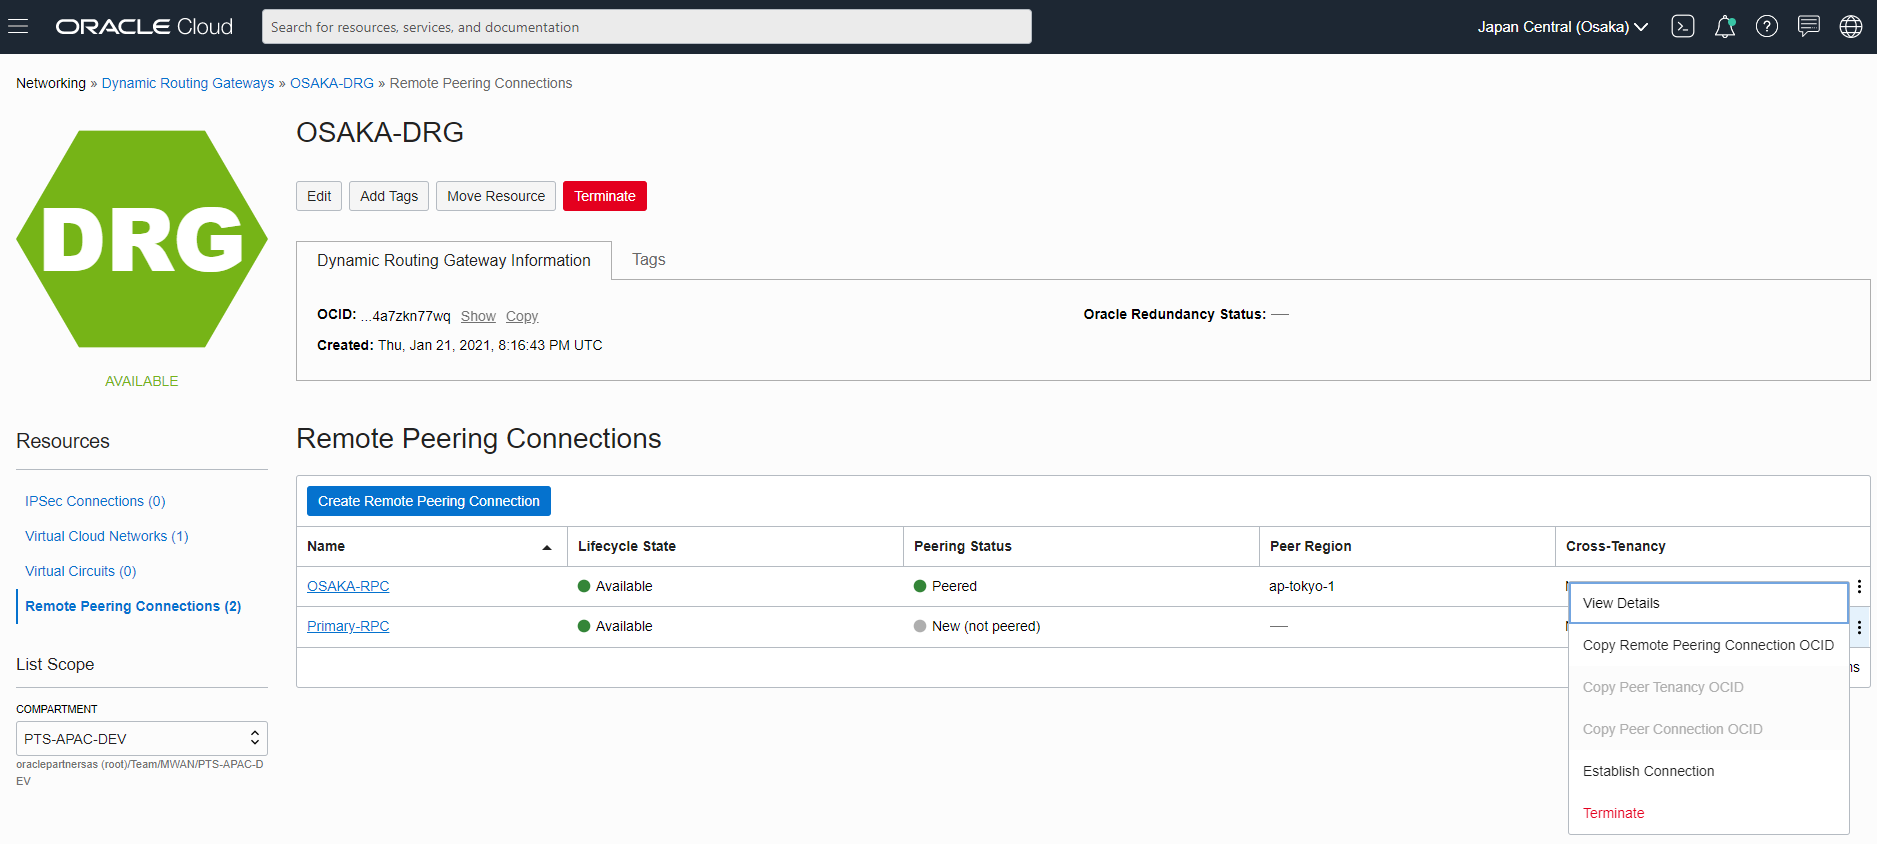 ORACLE Cloud
Search for resources, services, and documentation
Japan Central (Osaka)
Networking » Dynamic Routing Gateways » OSAKA-DRG » Remote Peering Connections
DRG
AVAILABLE
OSAKA-DRG
Edit
Add Tags
Move Resource
Terminate
Dynamic Routing Gateway Information
Tags
OCID: ...4a7zkn77wq Show Copy
Oracle Redundancy Status: —
Created: Thu, Jan 21, 2021, 8:16:43 PM UTC
Resources
IPSec Connections (0)
Virtual Cloud Networks (1)
Virtual Circuits (0)
Remote Peering Connections (2)
List Scope
COMPARTMENT
PTS-APAC-DEV
oraclepartnersas (root)/Team/MWAN/PTS-APAC-D
EV
Remote Peering Connections
Create Remote Peering Connection
Name Lifecycle State Peering Status Peer Region Cross-Tenancy
OSAKA-RPC Available Peered ap-tokyo-1
Primary-RPC Available New (not peered) —
View Details
Copy Remote Peering Connection OCID
Copy Peer Tenancy OCID
Copy Peer Connection OCID
Establish Connection
Terminate